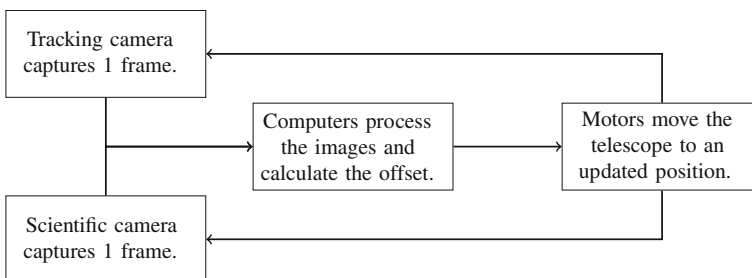 Tracking camera
captures 1 frame.
Computers process
the images and
calculate the offset.
Motors move the
telescope to an
updated position.
Scientific camera
captures 1 frame.